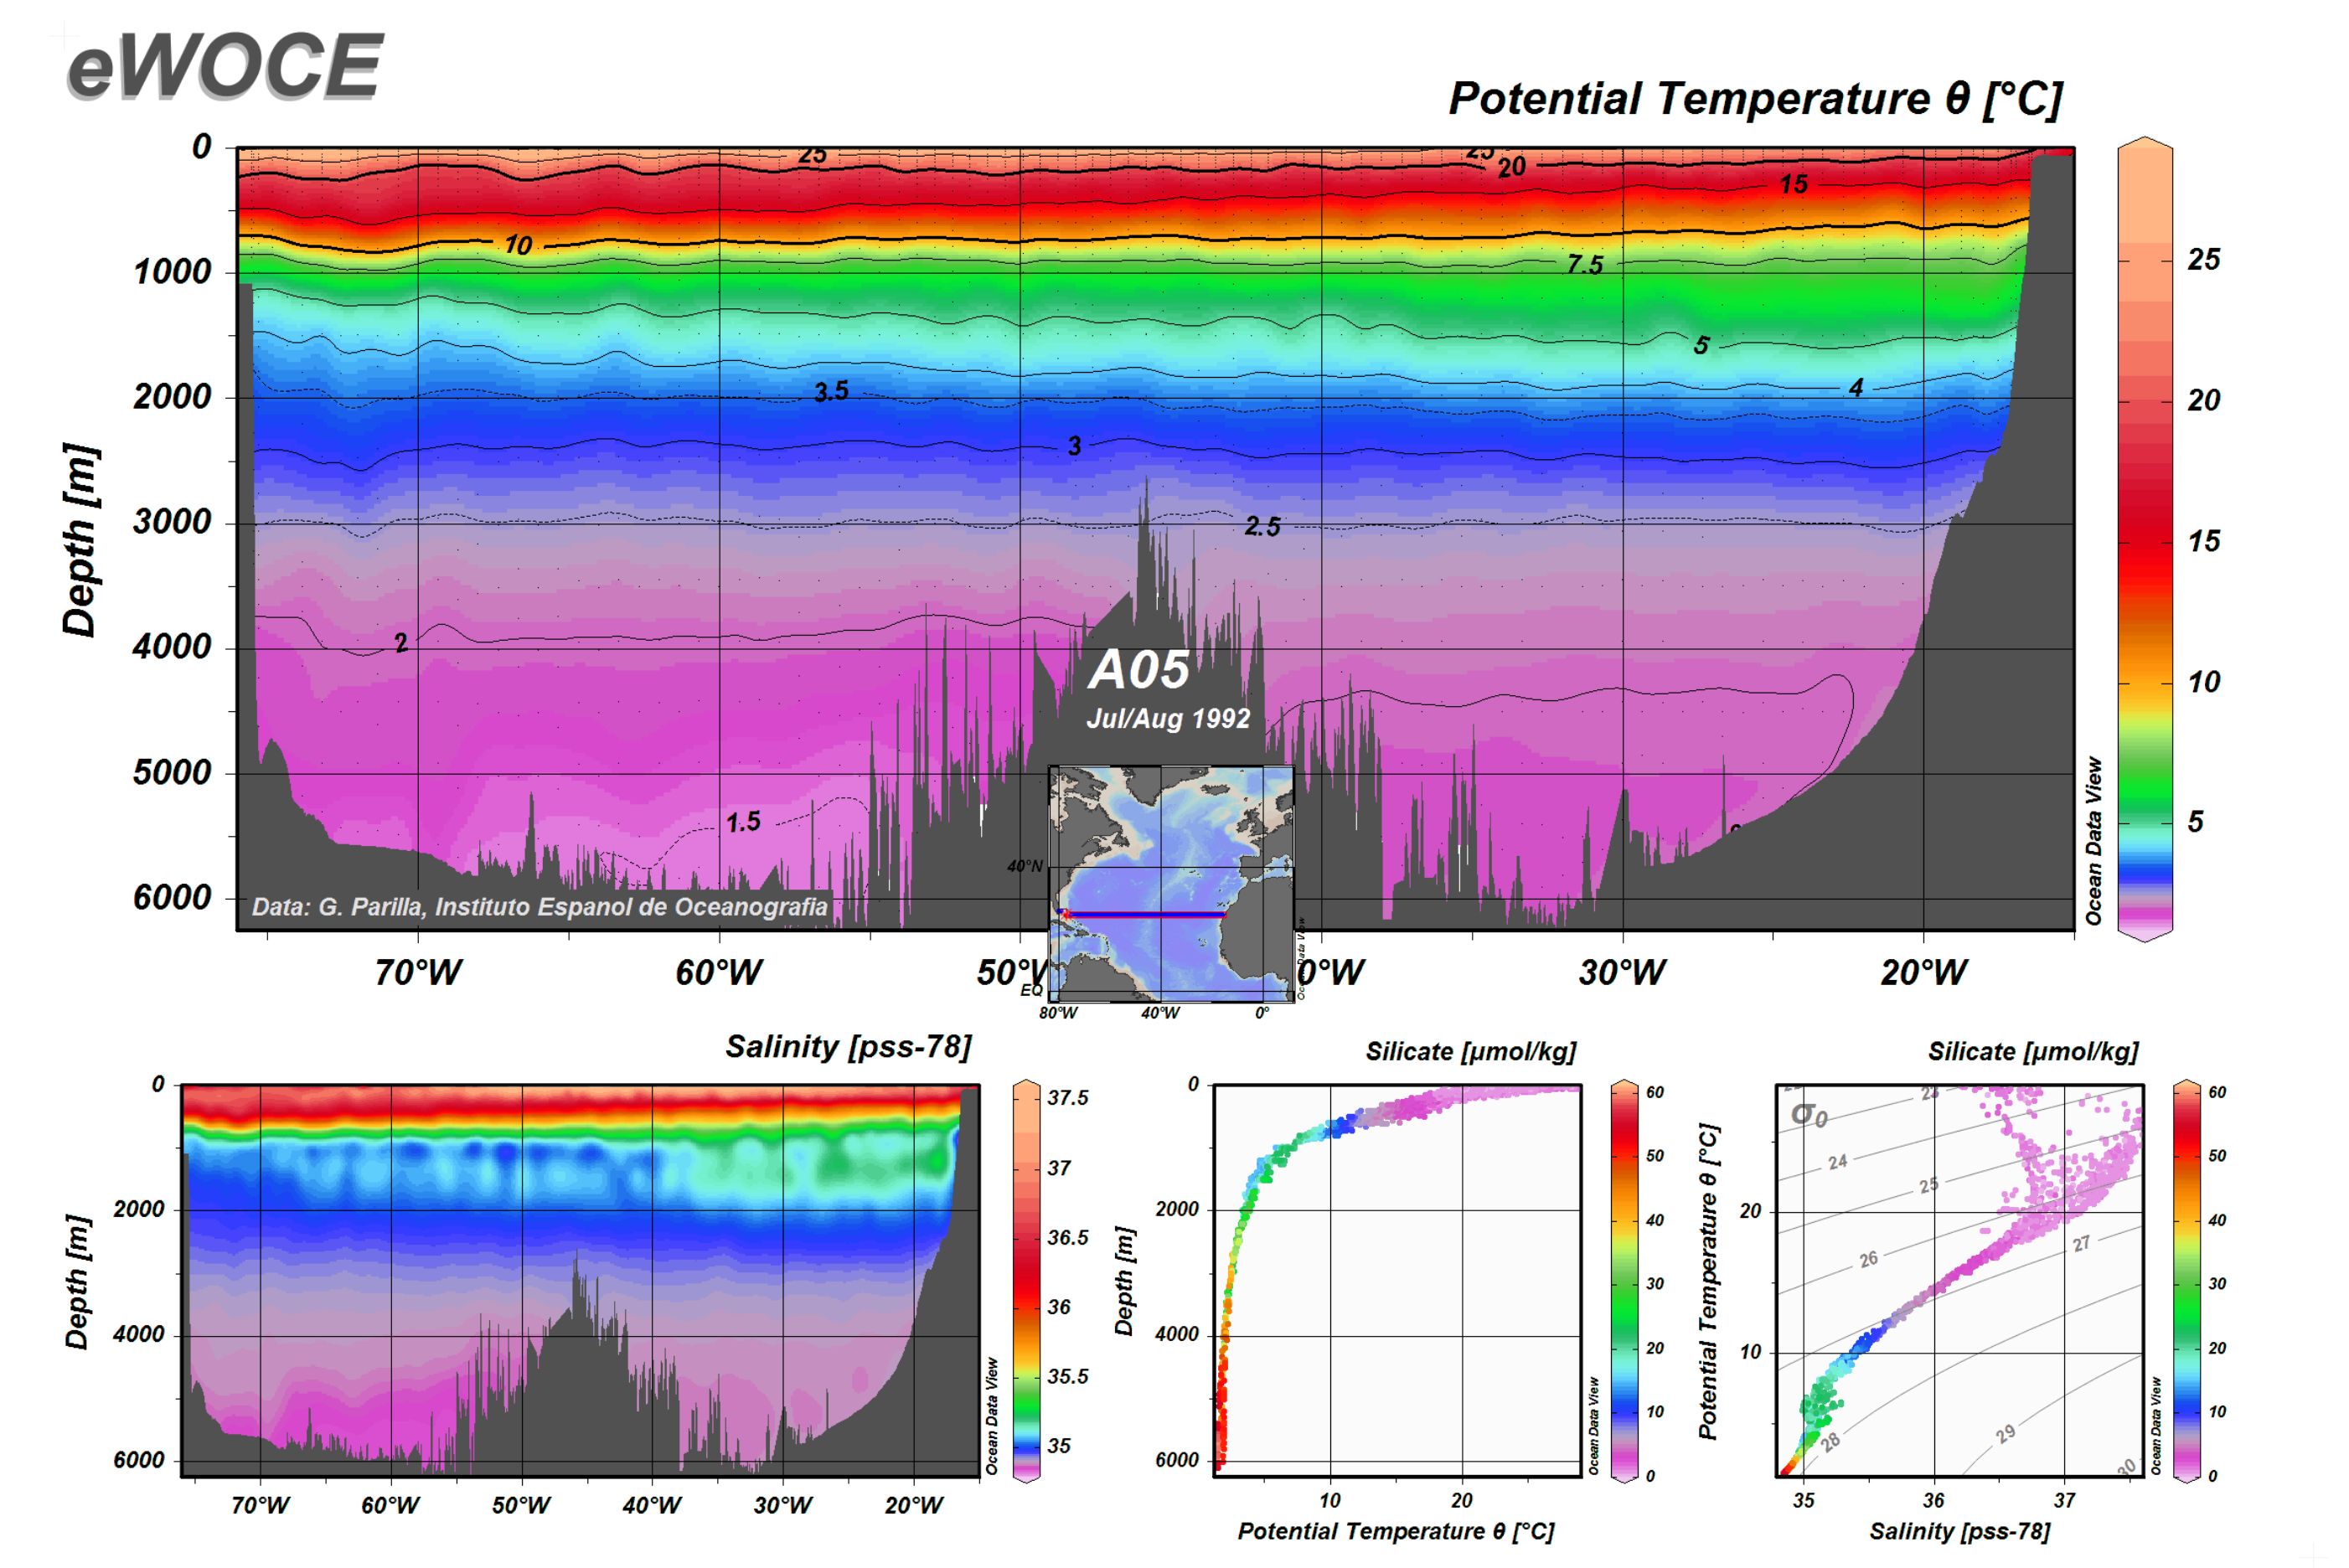 eWOCE
Potential Temperature θ [°C]
0
1000
2000
3000
4000
5000
6000
Depth [m]
25
25
20
15
10
7.5
5
4
3.5
3
2.5
2
1.5
A05
Jul/Aug 1992
Data: G. Parilla, Instituto Espanol de Oceanografia
70°W
60°W
50°W
0°W
30°W
20°W
25
20
15
10
5
Ocean Data View
40°N
EQ
80°W
40°W
0°
Ocean Data View
Salinity [pss-78]
0
2000
4000
6000
Depth [m]
70°W
60°W
50°W
40°W
30°W
20°W
37.5
37
36.5
36
35.5
35
Ocean Data View
Silicate [µmol/kg]
0
2000
4000
6000
Depth [m]
10
20
Potential Temperature θ [°C]
60
50
40
30
20
10
0
Ocean Data View
Silicate [µmol/kg]
σ0
23
24
25
26
27
28
29
30
20
10
Potential Temperature θ [°C]
35
36
37
Salinity [pss-78]
60
50
40
30
20
10
0
Ocean Data View